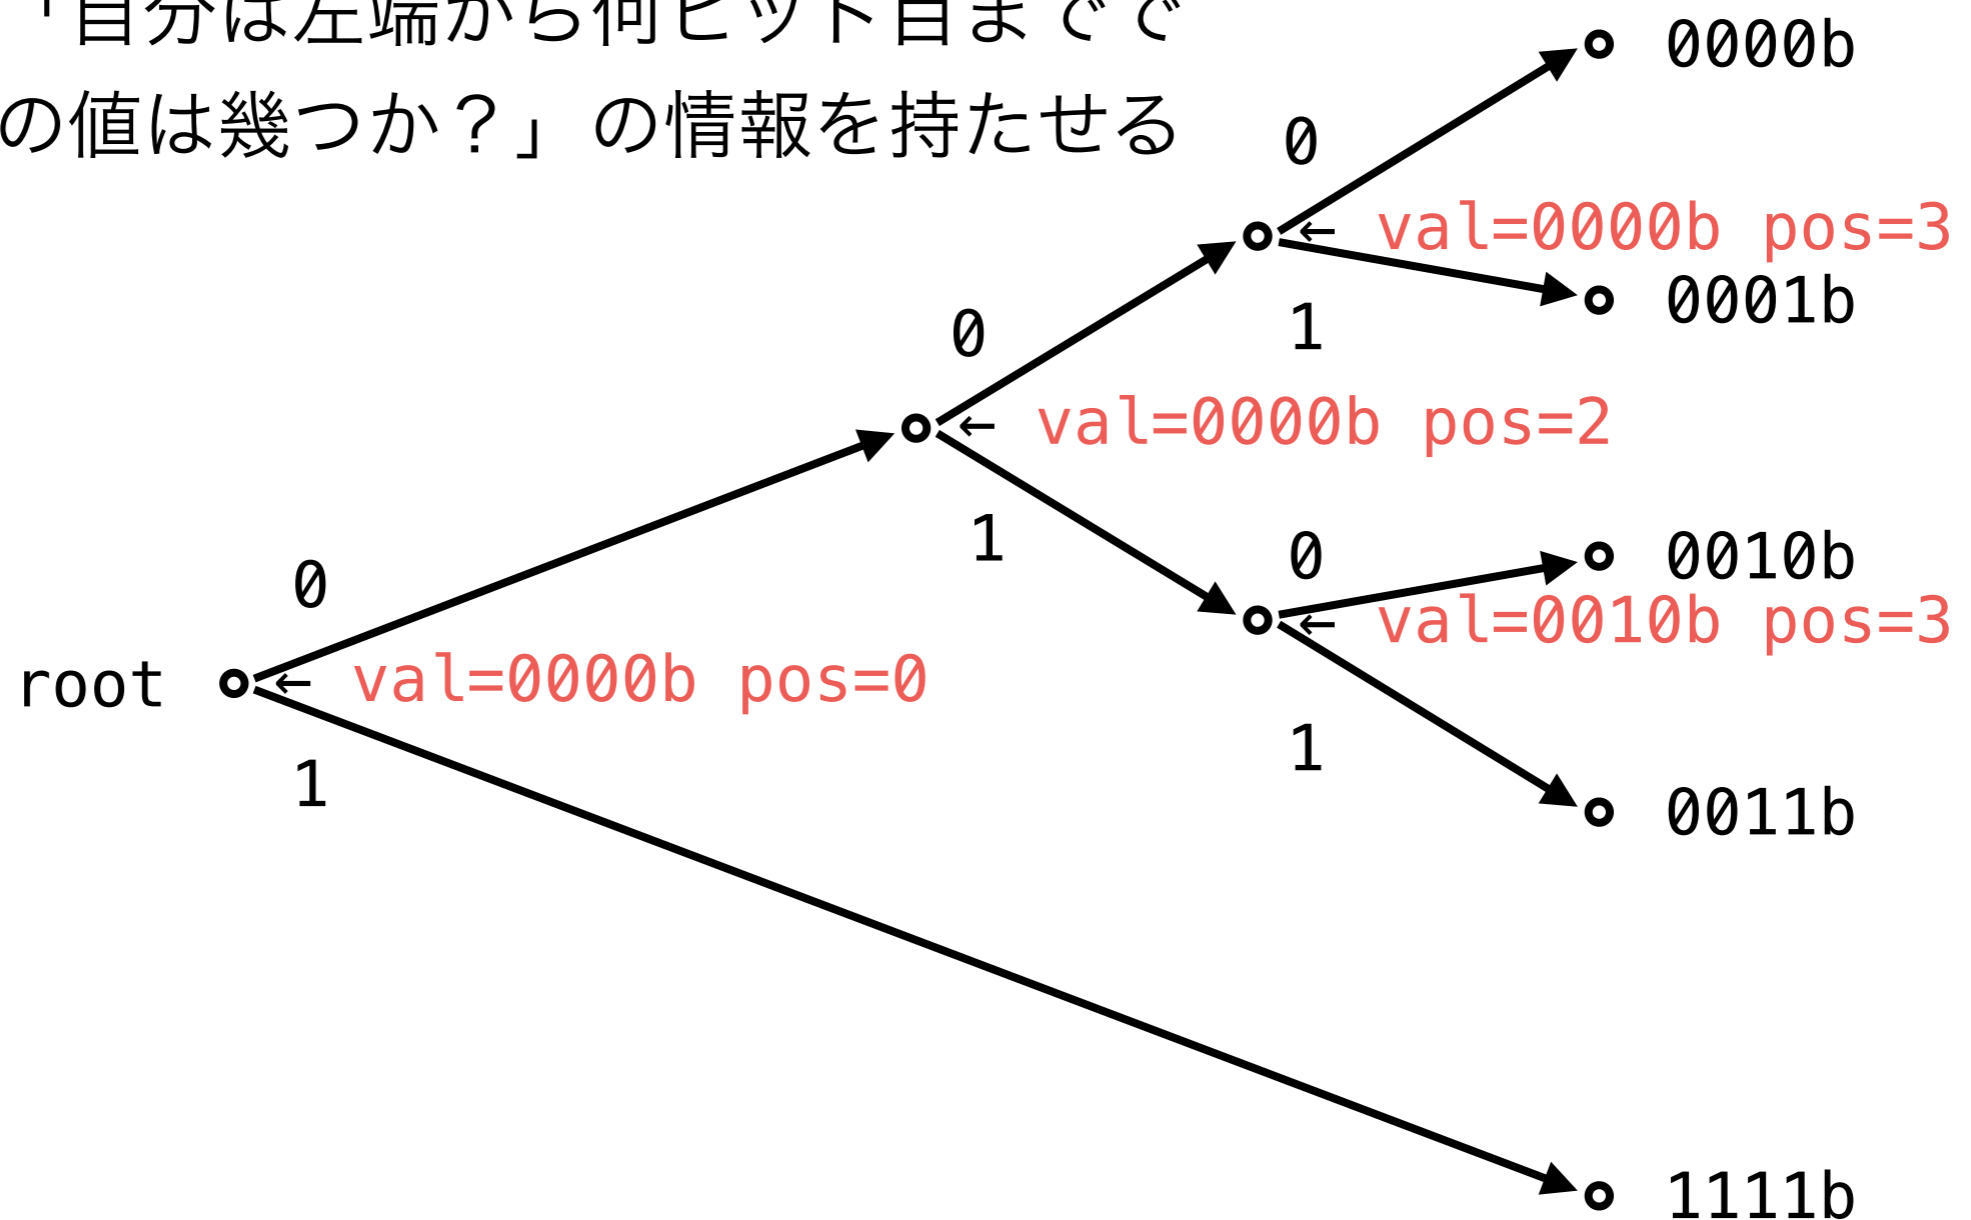 「自分は左端から何ビット目までで
の値は幾つか？」の情報を持たせる
0000b
0
val=0000b pos=3
0001b
0
1
val=0000b pos=2
1
0
0010b
val=0010b pos=3
0
root
val=0000b pos=0
1
1
0011b
1111b